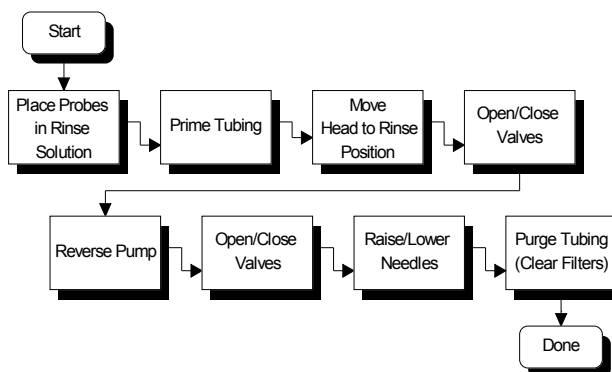 Start
Place Probes
in Rinse
Solution
Prime Tubing
Move
Head to Rinse
Position
Open/Close
Valves
Reverse Pump
Open/Close
Valves
Raise/Lower
Needles
Purge Tubing
(Clear Filters)
Done